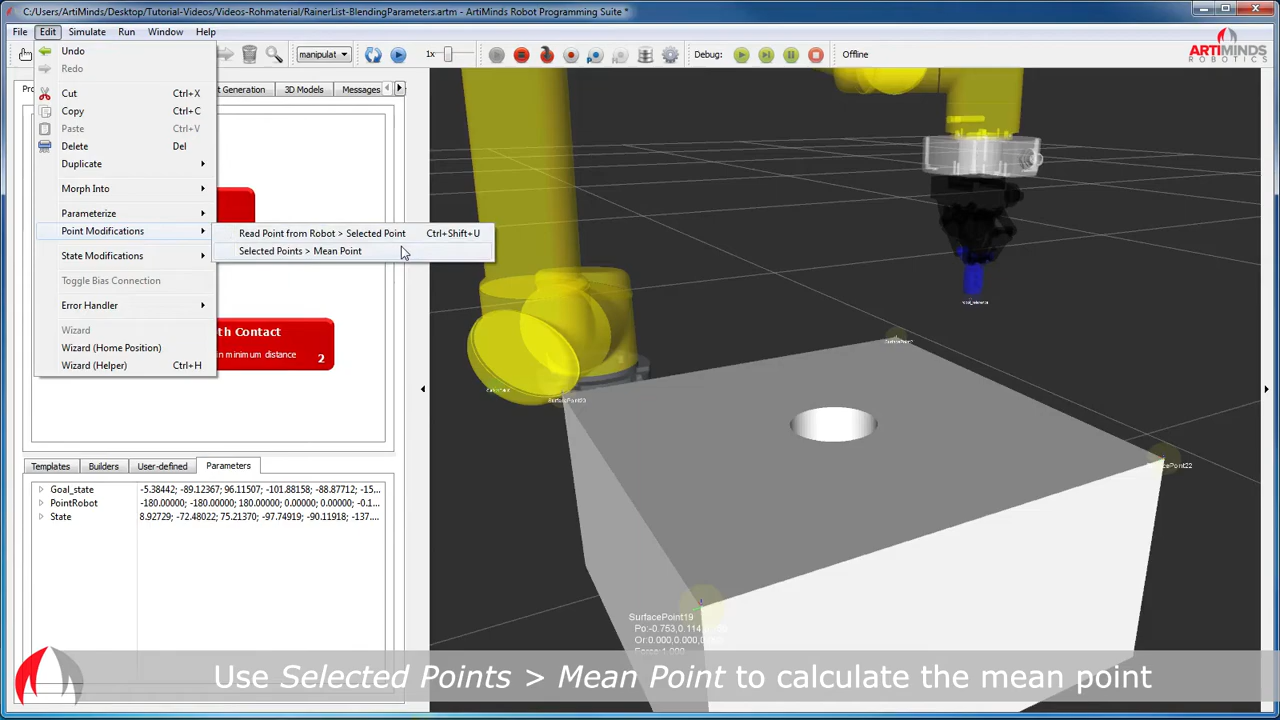 C:/Users/ArtiMinds/Desktop/Tutorial-Videos/Videos-Rohmaterial/RainerList-BlendingParameters.artm - ArtiMinds Robot Programming Suite *
File Edit Simulate Run Window Help
manipulat 1x Debug: Offline
ARTIMINDS
ROBOTICS
Undo
Redo
Cut Ctrl+X
Copy Ctrl+C
Paste Ctrl+V
Delete Del
Duplicate
Morph Into
Parameterize
Point Modifications
State Modifications
Toggle Bias Connection
Error Handler
Wizard
Wizard (Home Position)
Wizard (Helper) Ctrl+H
Read Point from Robot > Selected Point Ctrl+Shift+U
Selected Points > Mean Point
t Generation 3D Models Messages
th Contact
n minimum distance 2
Templates Builders User-defined Parameters
Goal_state -5.38442; -89.12367; 96.11507; -101.88158; -88.87712; -15...
PointRobot -180.00000; -180.00000; 180.00000; 0.00000; 0.00000; -0.1...
State 8.92729; -72.48022; 75.21370; -97.74919; -90.11918; -137....
SurfacePoint19
Use Selected Points > Mean Point to calculate the mean point